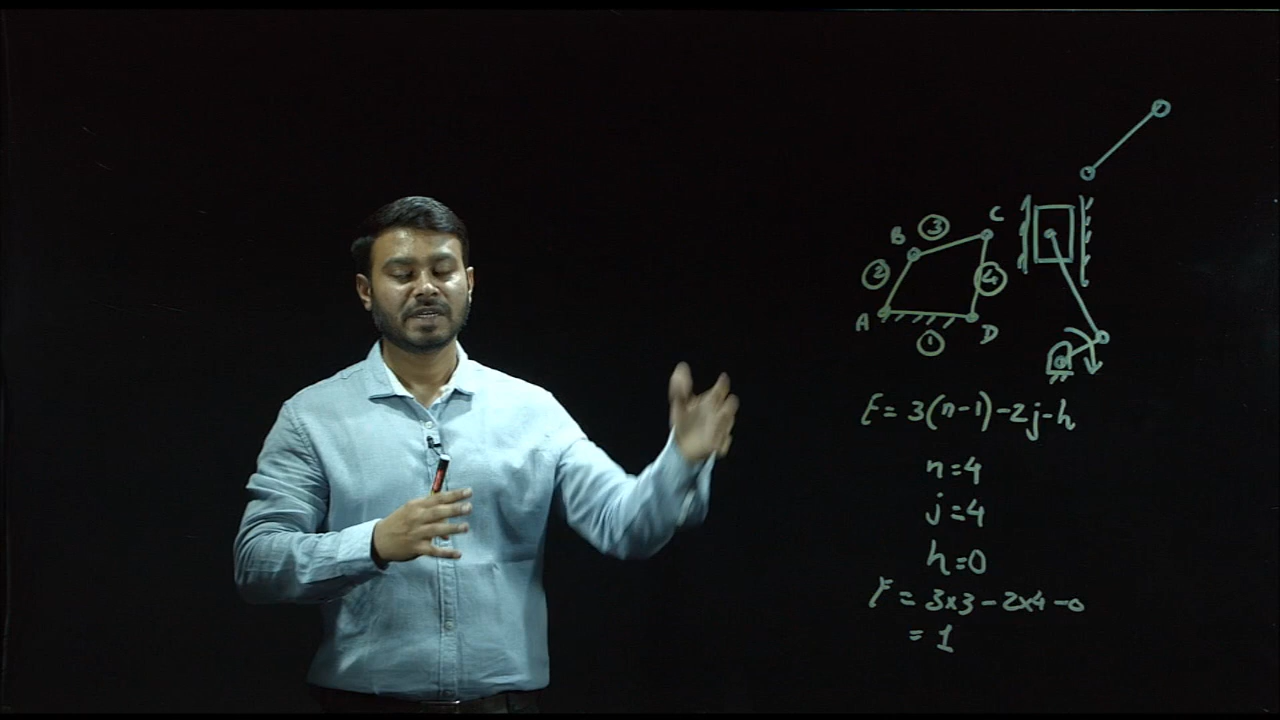 B 3 C
2 4
A 1 D
F = 3(n-1)-2j-h
n=4
j=4
h=0
F = 3x3-2x4-0
= 1